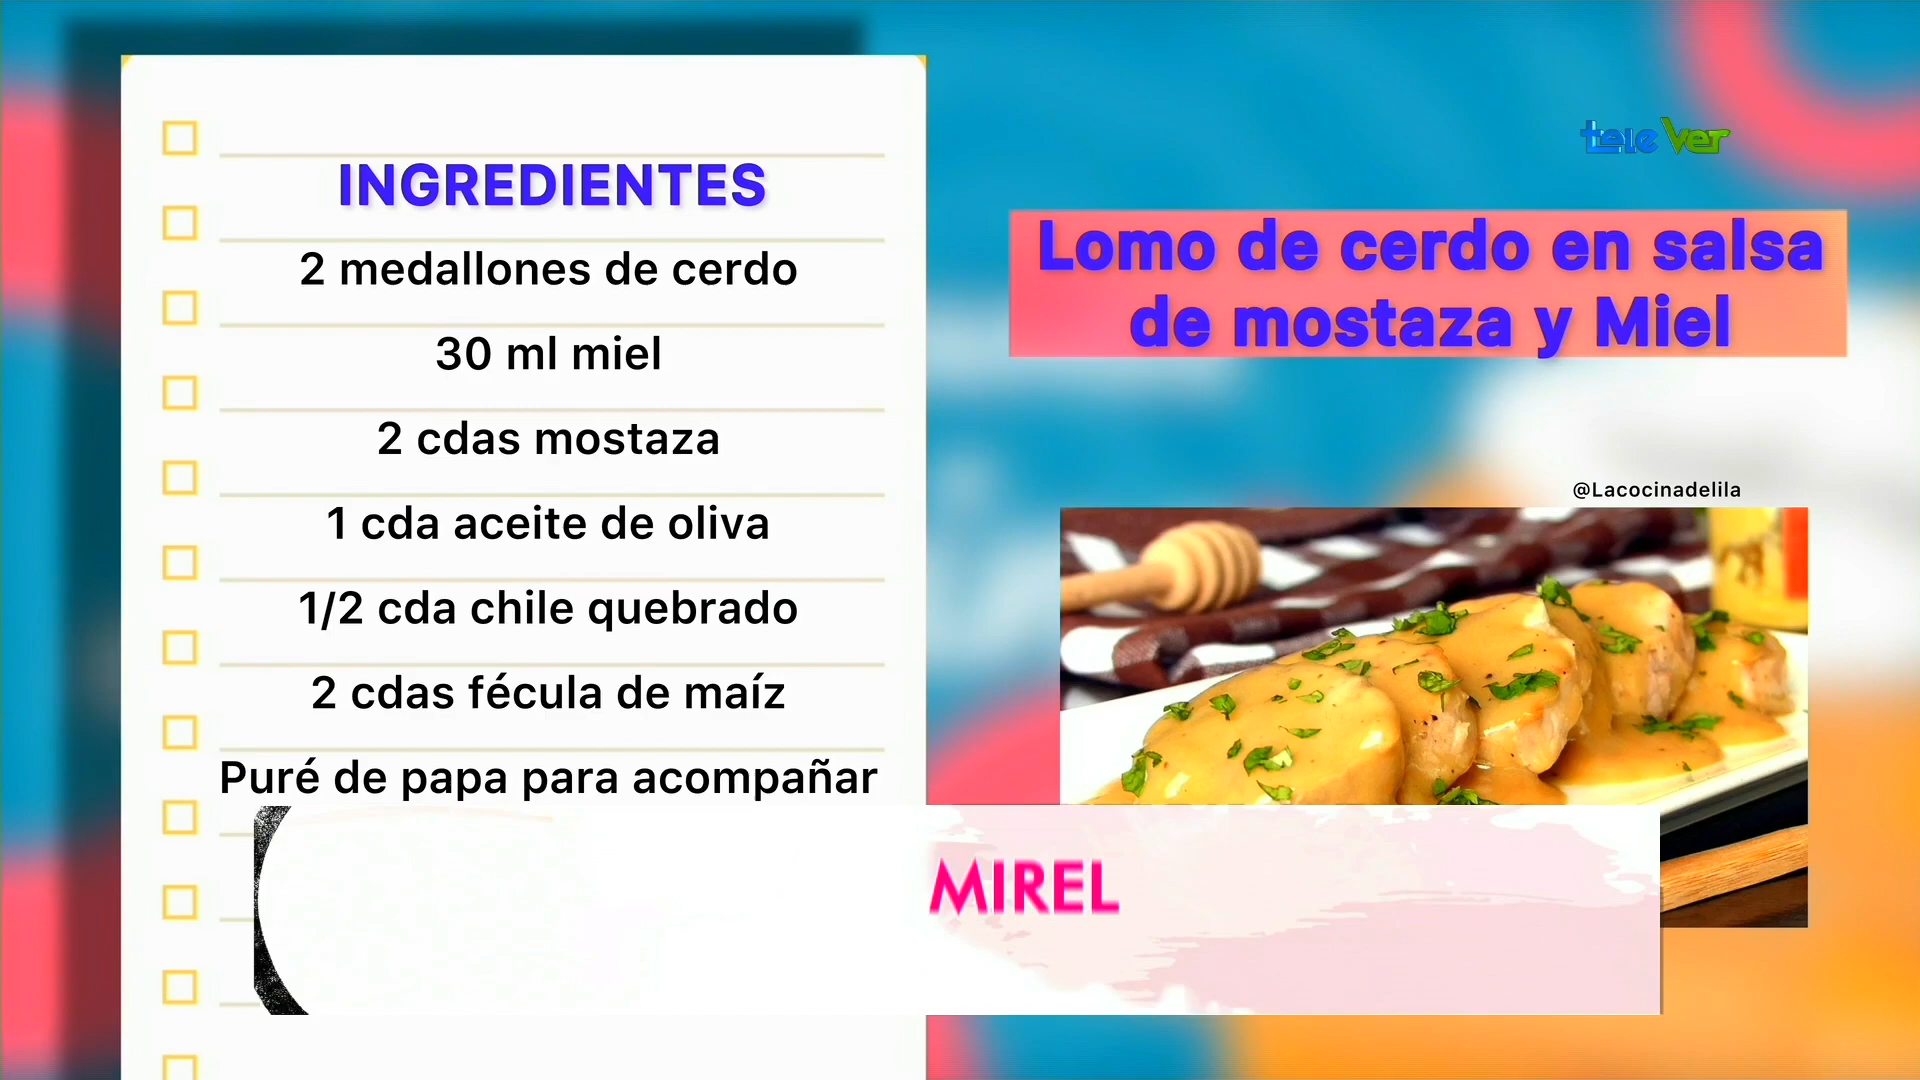 INGREDIENTES
2 medallones de cerdo
30 ml miel
2 cdas mostaza
1 cda aceite de oliva
1/2 cda chile quebrado
2 cdas fécula de maíz
Puré de papa para acompañar
tele Ver
Lomo de cerdo en salsa
de mostaza y Miel
@Lacocinadelila
MIREL